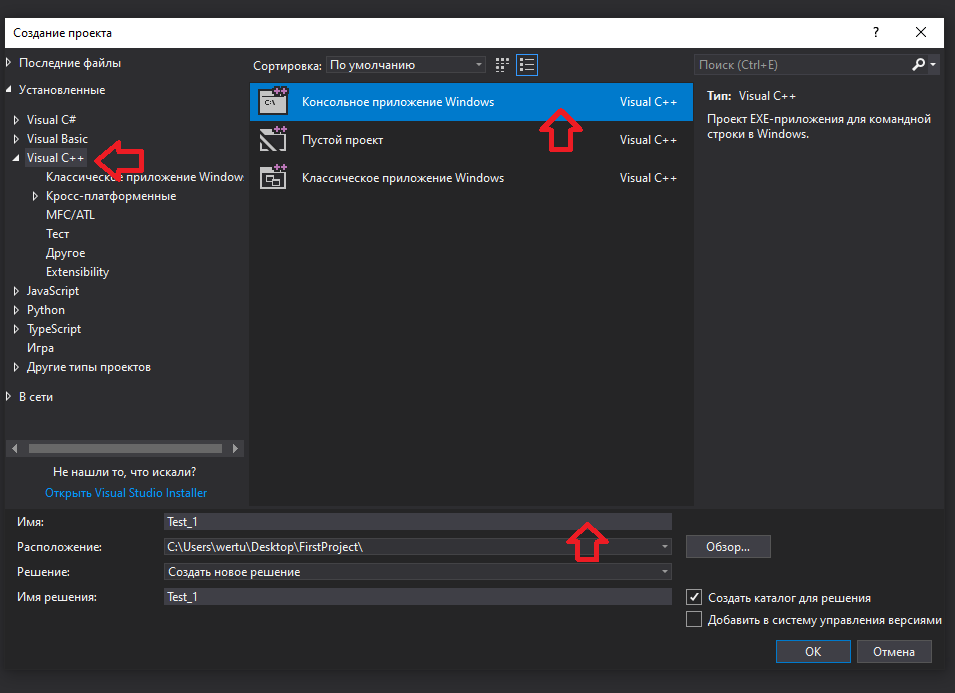 Создание проекта
?
Последние файлы
Установленные
Visual C#
Visual Basic
Visual C++
Классическое приложение Window
Кросс-платформенные
MFC/ATL
Тест
Другое
Extensibility
JavaScript
Python
TypeScript
Игра
Другие типы проектов
В сети
Не нашли то, что искали?
Открыть Visual Studio Installer
Сортировка: По умолчанию
Консольное приложение Windows Visual C++
Пустой проект Visual C++
Классическое приложение Windows Visual C++
Поиск (Ctrl+E)
Тип: Visual C++
Проект EXE-приложения для командной
строки в Windows.
Имя: Test_1
Расположение: C:\Users\wertu\Desktop\FirstProject\ Обзор...
Решение: Создать новое решение
Имя решения: Test_1
Создать каталог для решения
Добавить в систему управления версиями
OK Отмена